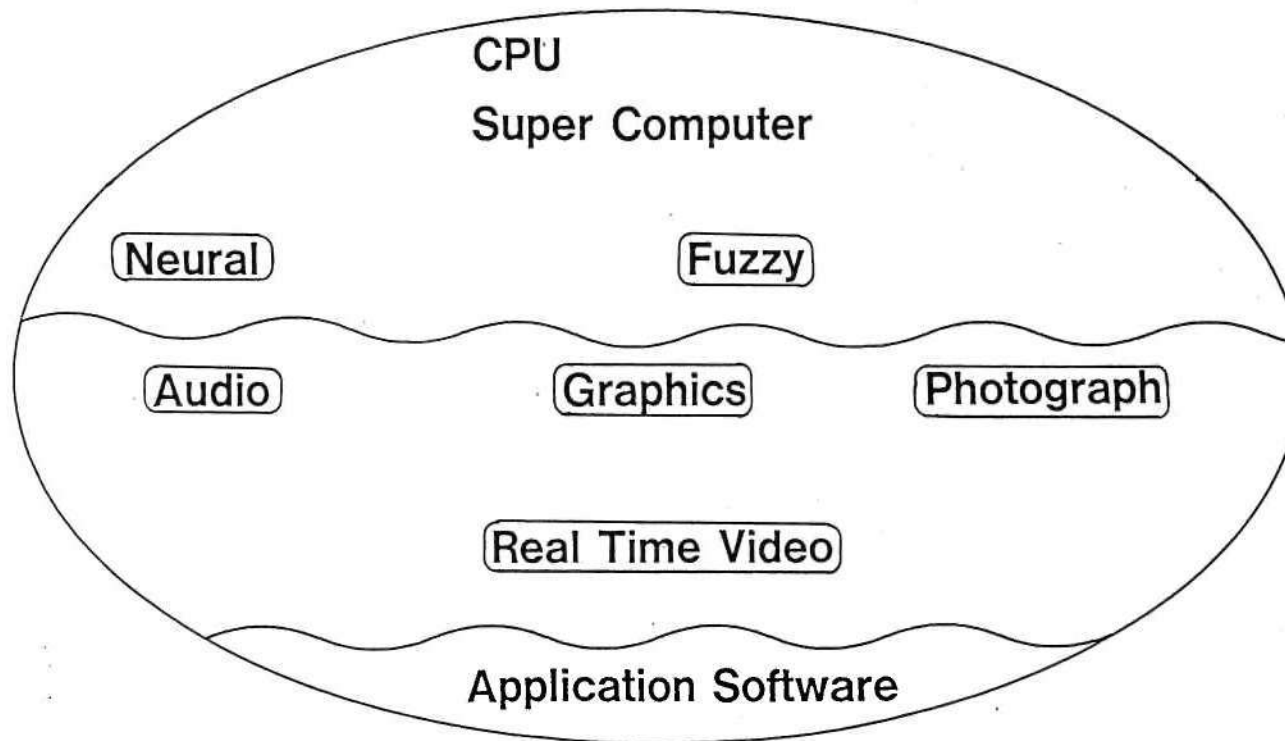 CPU
Super Computer
Neural Fuzzy
Audio Graphics Photograph
Real Time Video
Application Software